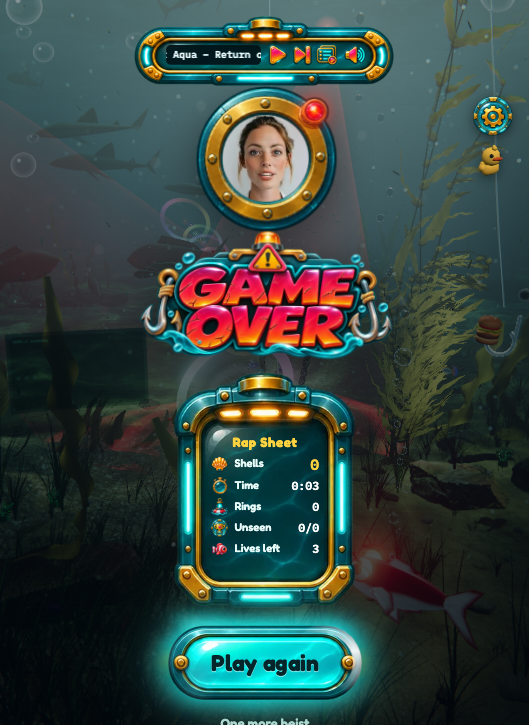 Aqua – Return
GAME
OVER
Rap Sheet
Shells 0
Time 0:03
Rings 0
Unseen 0/0
Lives left 3
Play again
One more heist